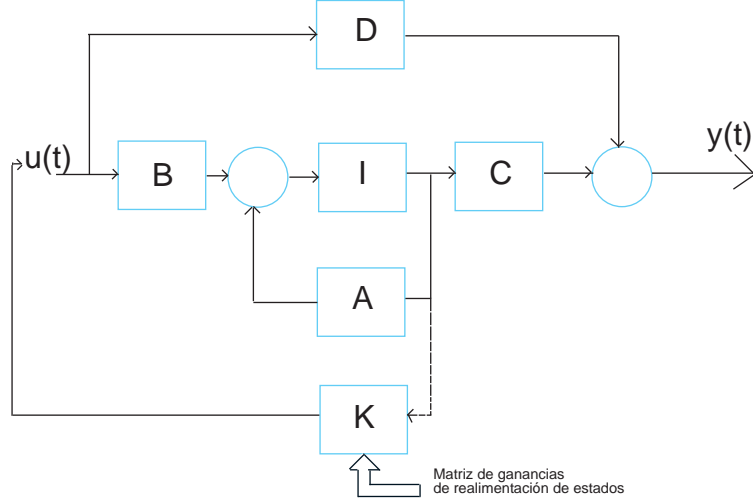 D
y(t)
u(t)
B
I
C
A
K
Matriz de ganancias
de realimentación de estados